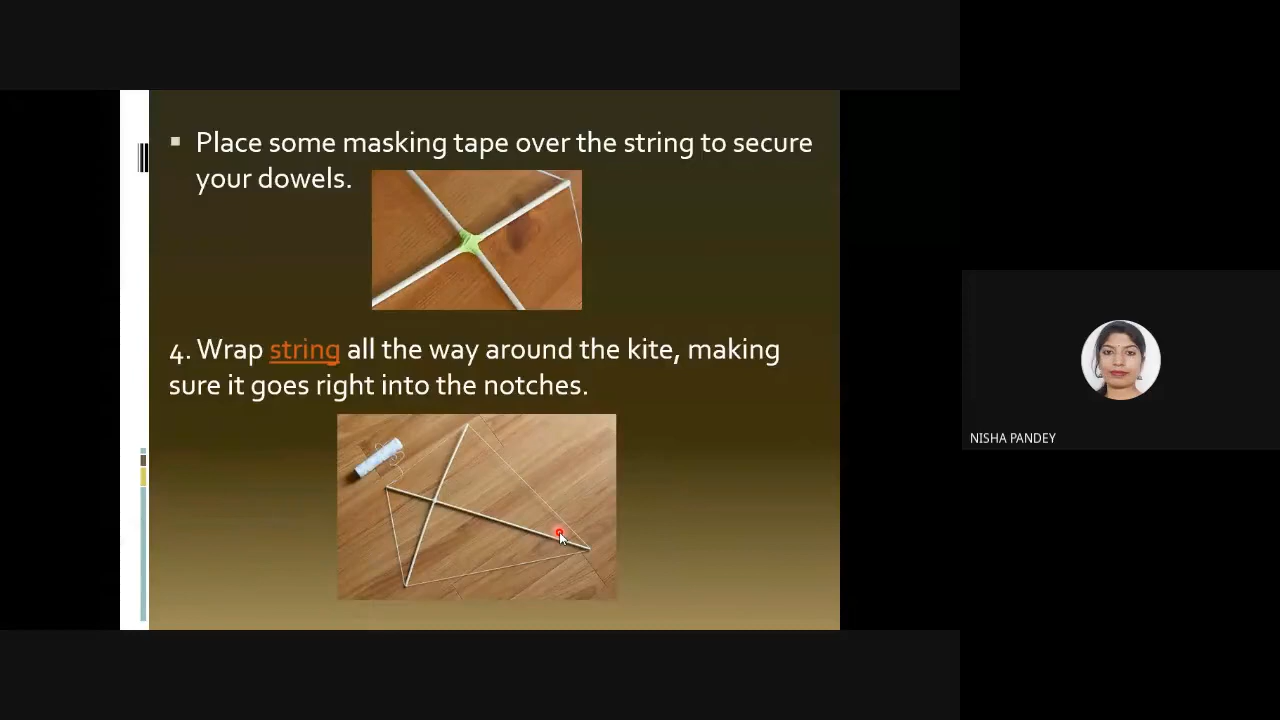 Place some masking tape over the string to secure
your dowels.
4. Wrap string all the way around the kite, making
sure it goes right into the notches.
NISHA PANDEY